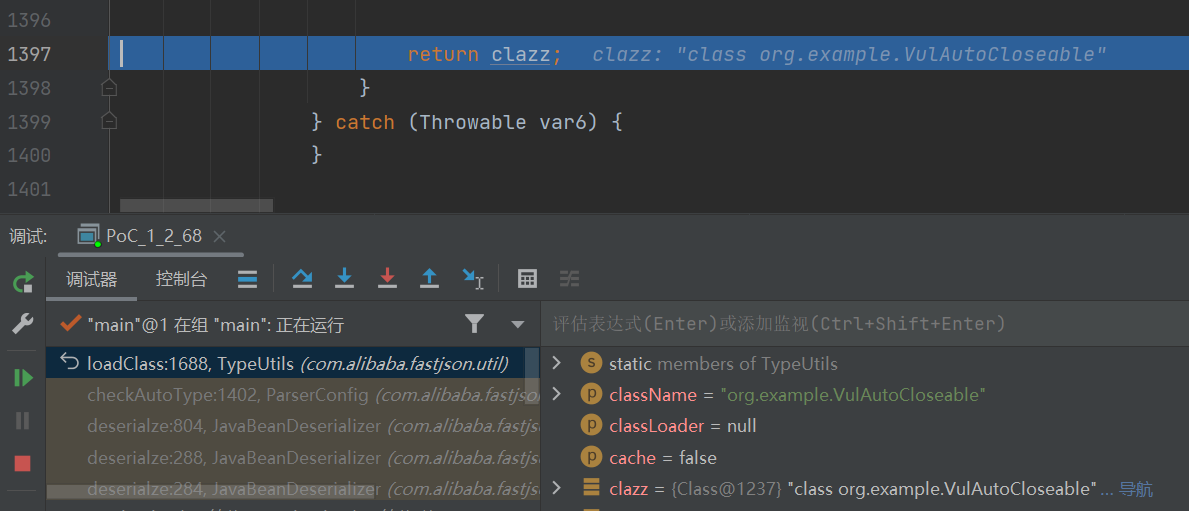 1396
1397 return clazz; clazz: "class org.example.VulAutoCloseable"
1398 }
1399 } catch (Throwable var6) {
1400 }
1401
调试: PoC_1_2_68
调试器 控制台
"main"@1 在组 "main": 正在运行
评估表达式(Enter)或添加监视(Ctrl+Shift+Enter)
loadClass:1688, TypeUtils (com.alibaba.fastjson.util)
checkAutoType:1402, ParserConfig (com.alibaba.fastjso
deserialze:804, JavaBeanDeserializer (com.alibaba.fastjs
deserialze:288, JavaBeanDeserializer (com.alibaba.fastjs
deserialze:284, JavaBeanDeserializer (com.alibaba.fastjs
s static members of TypeUtils
p className = "org.example.VulAutoCloseable"
p classLoader = null
p cache = false
clazz = {Class@1237} "class org.example.VulAutoCloseable" ... 导航